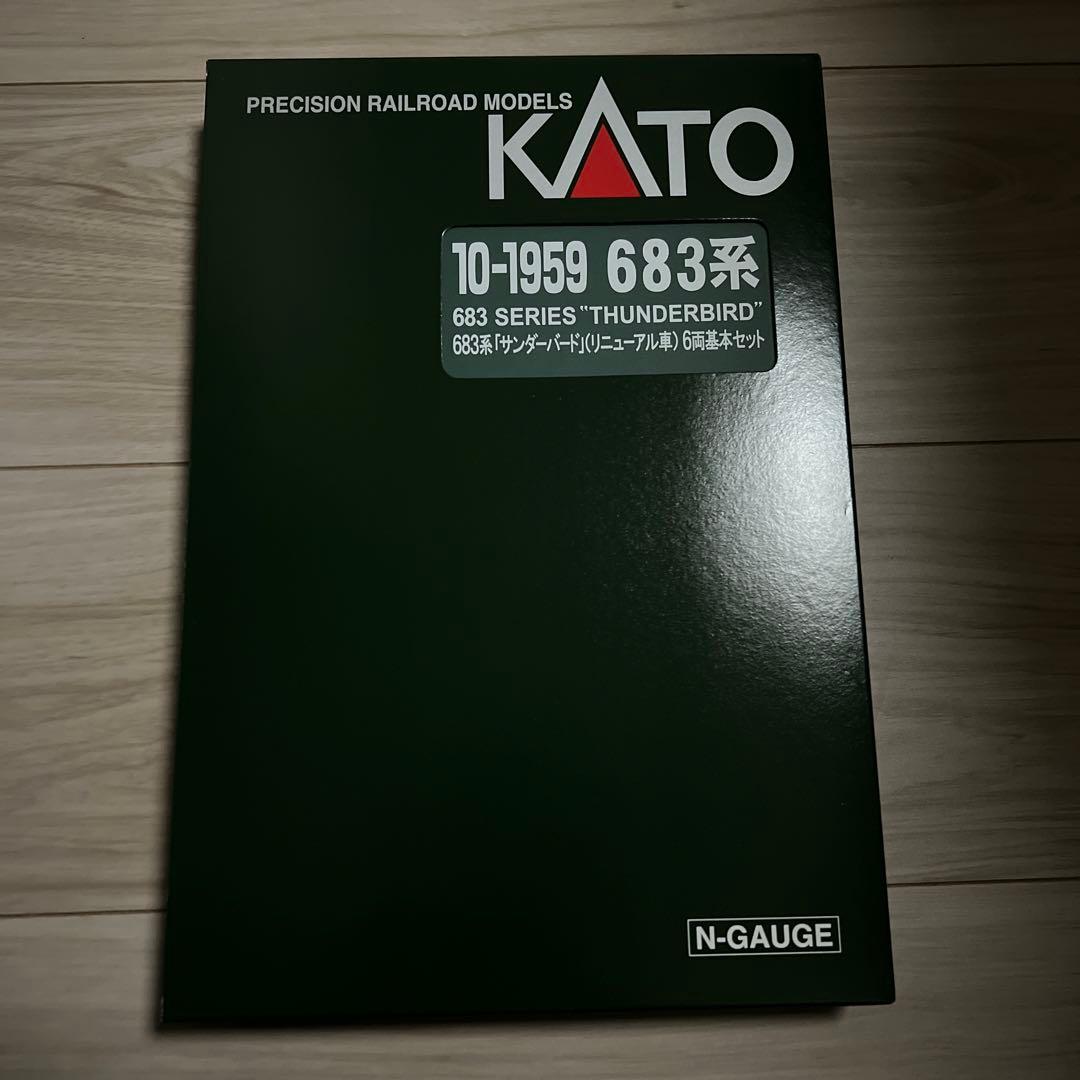 PRECISION RAILROAD MODELS
KATO
10-1959 683系
683 SERIES "THUNDERBIRD"
683系「サンダーバード」(リニューアル車) 6両基本セット
N-GAUGE